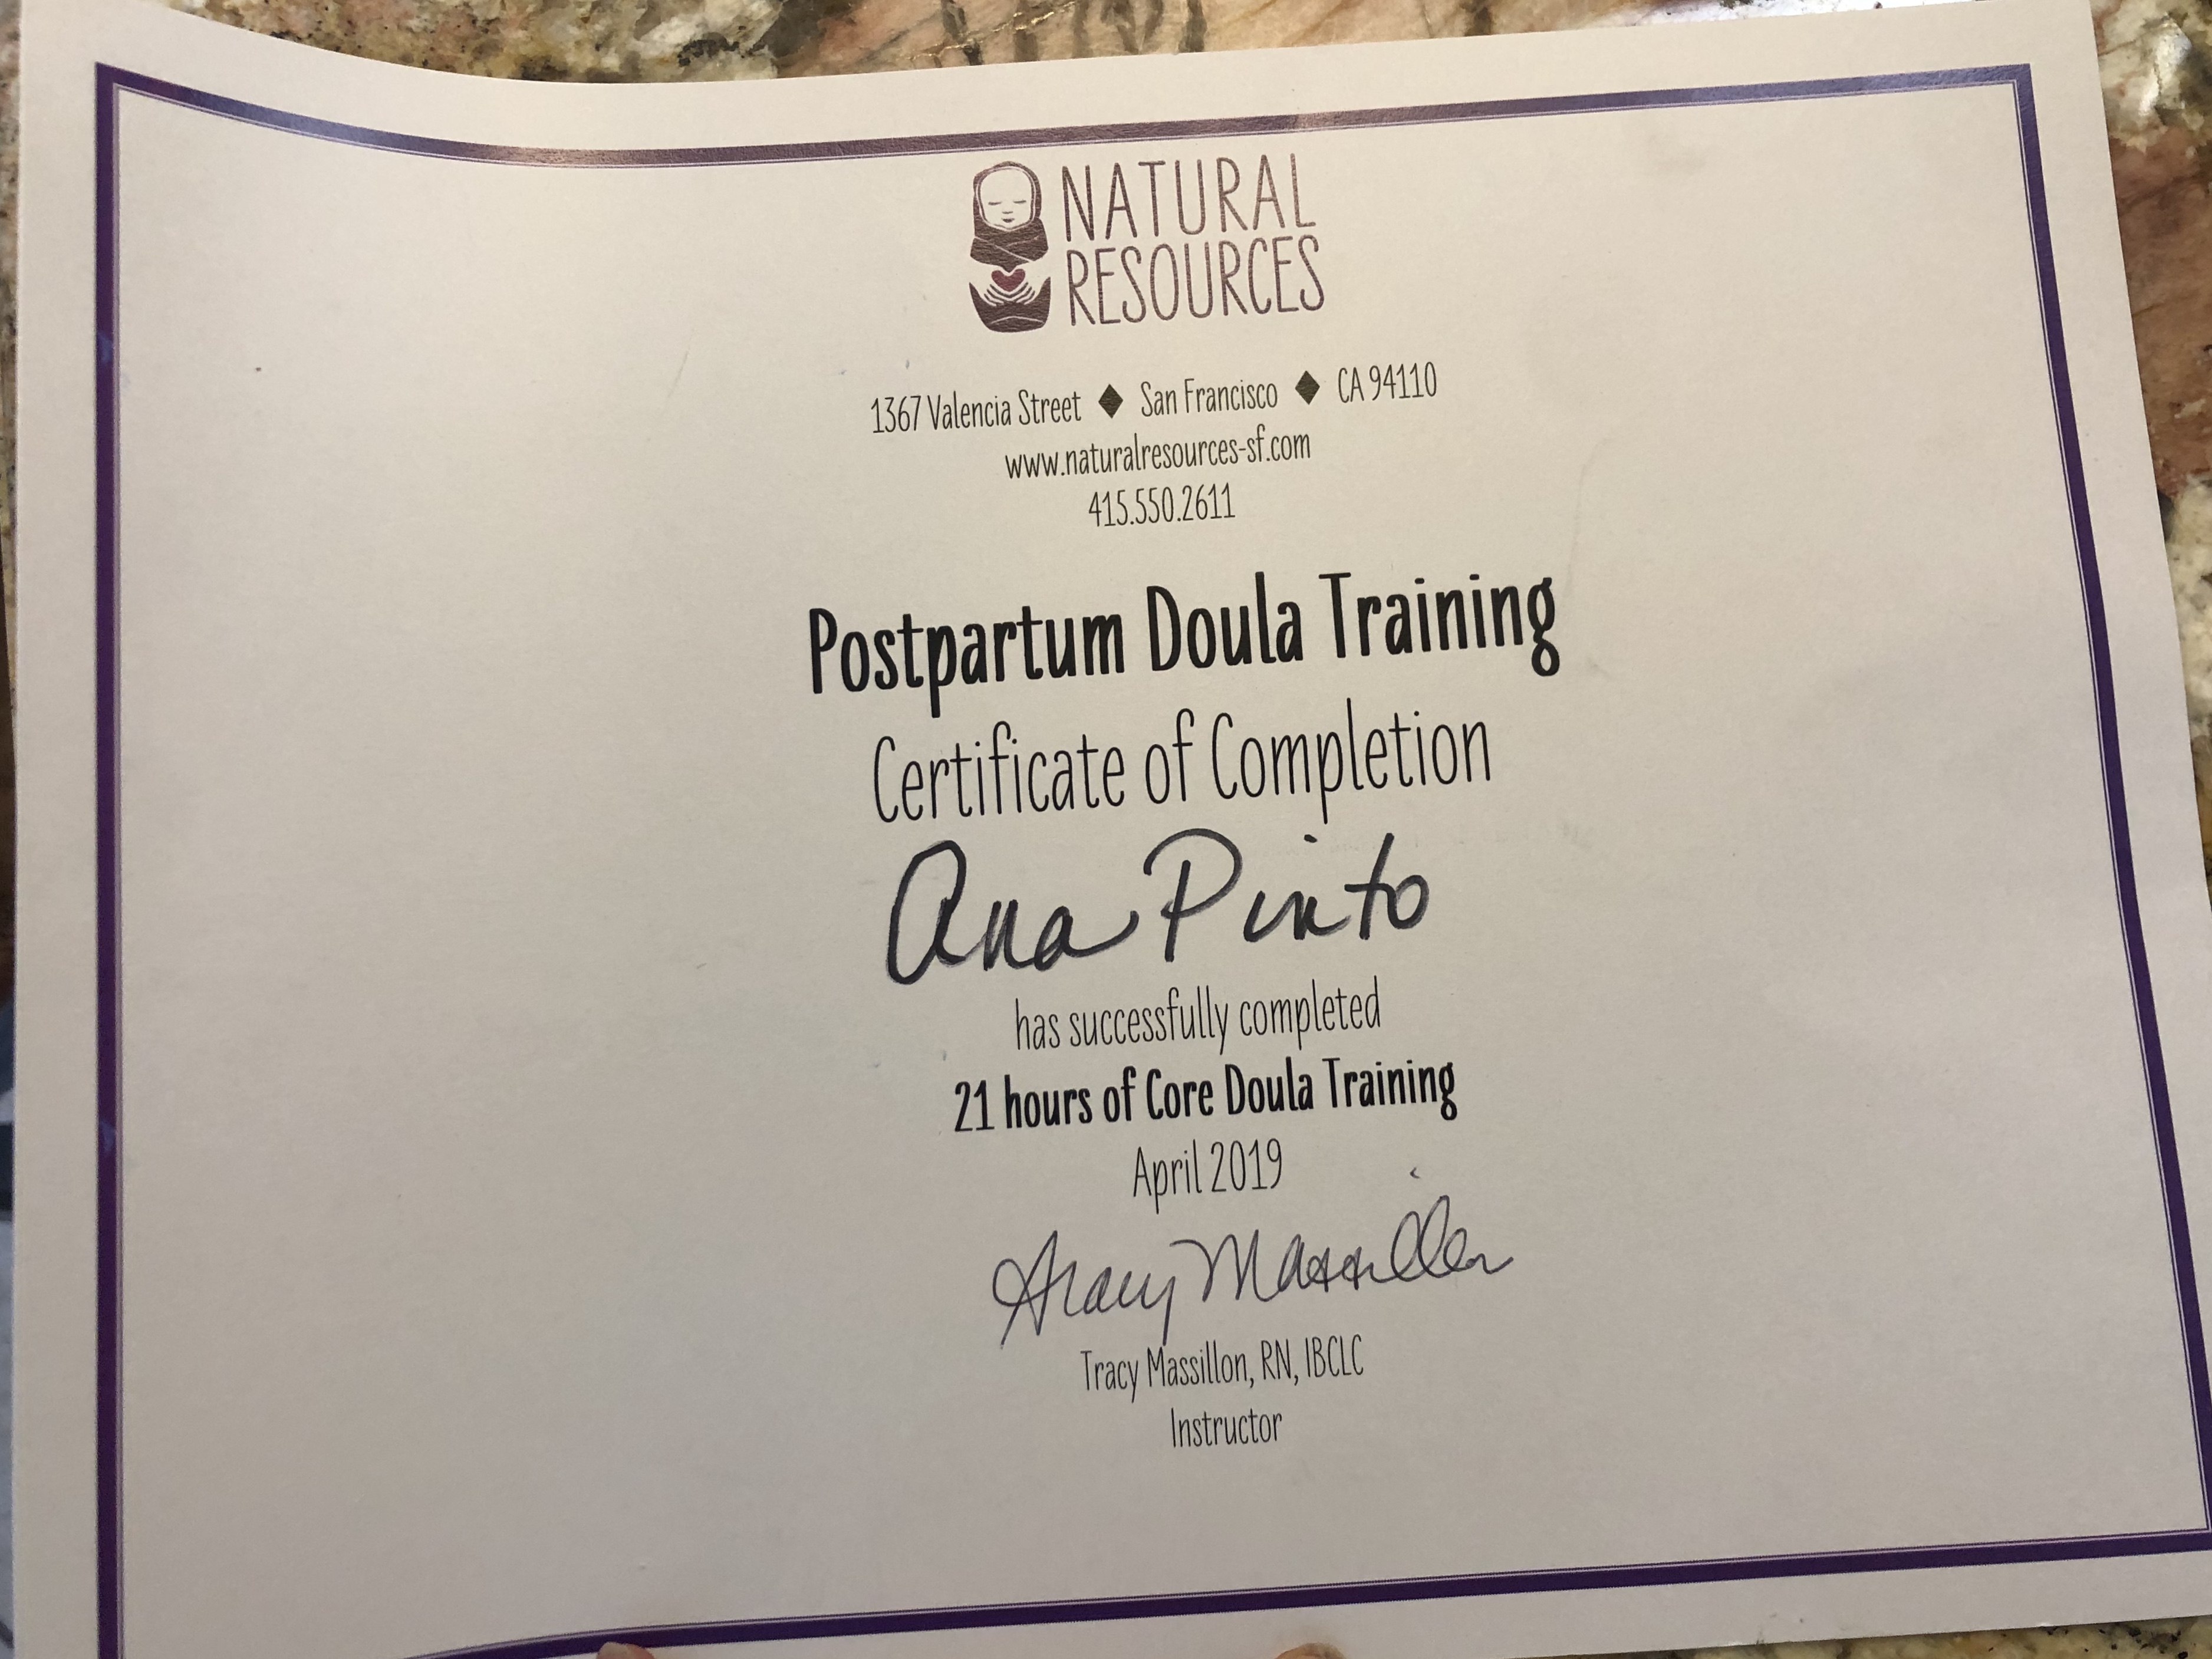 NATURAL
RESOURCES
1367 Valencia Street ♦ San Francisco ♦ CA 94110
www.naturalresources-sf.com
415.550.2611
Postpartum Doula Training
Certificate of Completion
Ana Pinto
has successfully completed
21 hours of Core Doula Training
April 2019
Tracy Massillon
Tracy Massillon, RN, IBCLC
Instructor